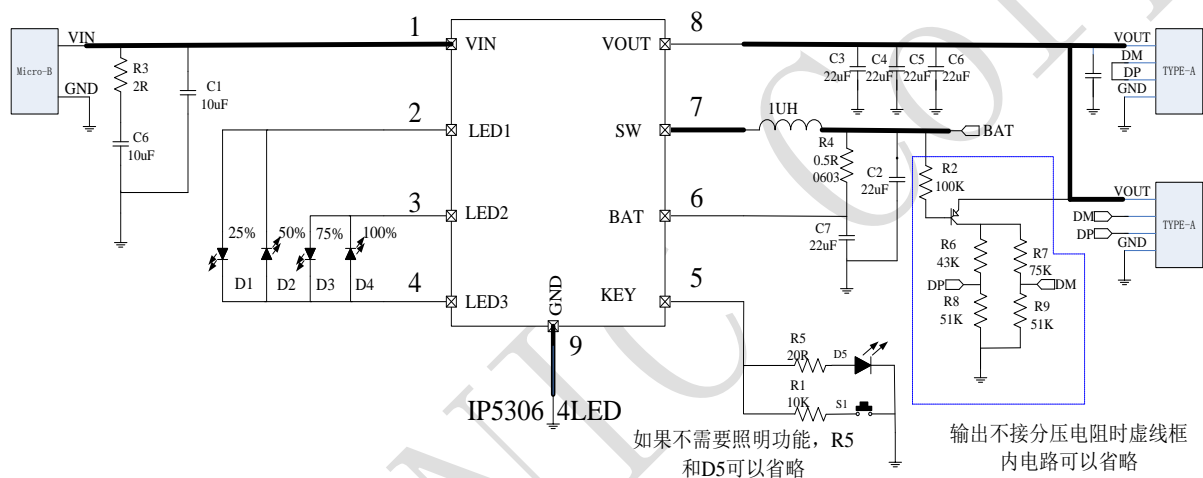 1
8
VIN
VIN
VOUT
VOUT
Micro-B
R3
2R
GND
C1
10uF
C6
10uF
C3
22uF
C4
22uF
C5
22uF
C6
22uF
DM
DP
GND
TYPE-A
2
LED1
7
SW
1UH
BAT
R4
0.5R
0603
C2
22uF
R2
100K
3
LED2
6
BAT
C7
22uF
VOUT
DM
DP
GND
TYPE-A
25%
50%
75%
100%
D1
D2
D3
D4
R6
43K
R7
75K
4
LED3
GND
KEY
5
DP
DM
R8
51K
R9
51K
9
R5
20R
D5
R1
10K
S1
IP5306 4LED
如果不需要照明功能，R5
和D5可以省略
输出不接分压电阻时虚线框
内电路可以省略